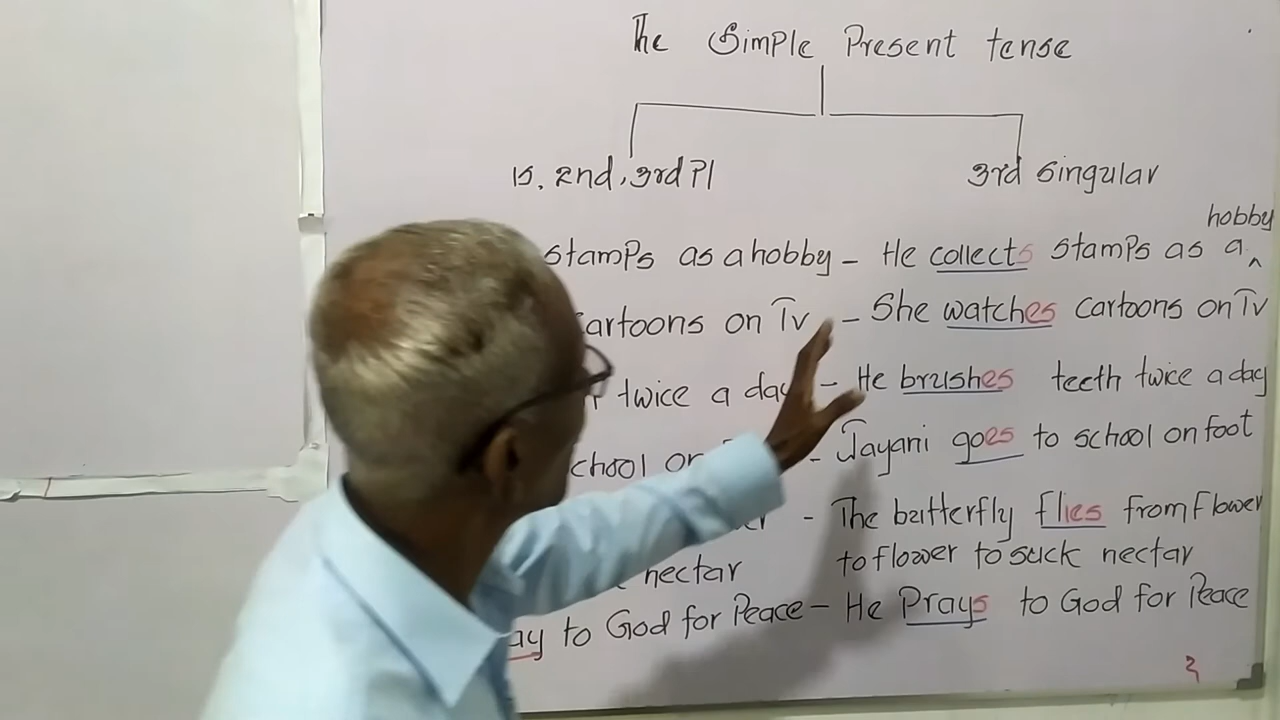 The Simple Present tense
1s, 2nd, 3rd Pl 3rd Singular
hobby
stamps as a hobby - He collects stamps as a ^
artoons on Tv - She watches cartoons on Tv
twice a day - He brushes teeth twice a day
chool on - Jayani goes to school on foot
- The butterfly flies from flower
nectar to flower to suck nectar
ay to God for Peace - He Prays to God for Peace